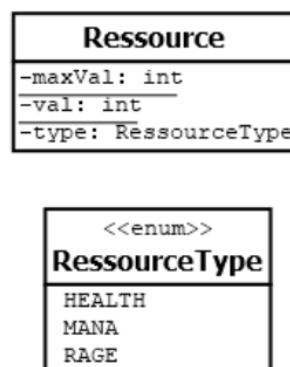 Ressource
-maxVal: int
-val: int
-type: RessourceType
<<enum>>
RessourceType
HEALTH
MANA
RAGE